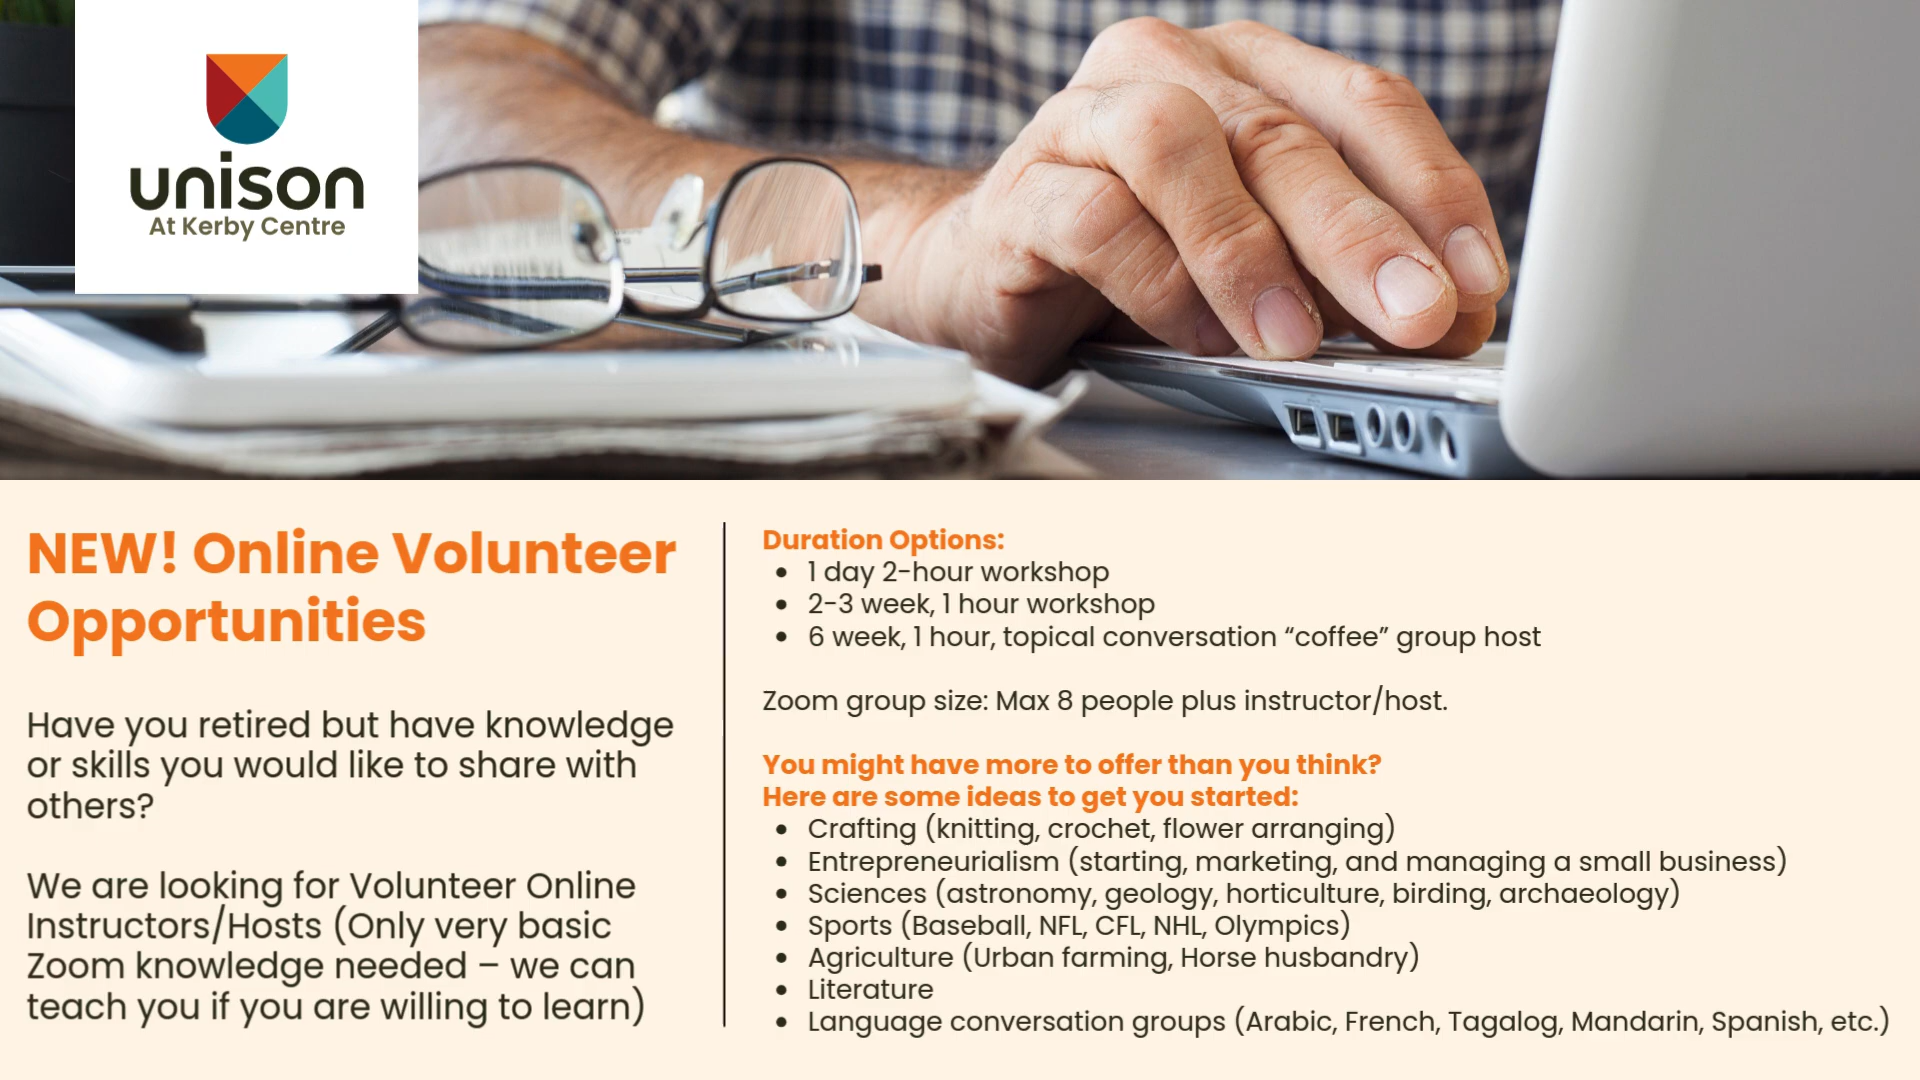 unison
At Kerby Centre
NEW! Online Volunteer
Opportunities
Have you retired but have knowledge
or skills you would like to share with
others?
We are looking for Volunteer Online
Instructors/Hosts (Only very basic
Zoom knowledge needed – we can
teach you if you are willing to learn)
Duration Options:
• 1 day 2-hour workshop
• 2-3 week, 1 hour workshop
• 6 week, 1 hour, topical conversation “coffee” group host
Zoom group size: Max 8 people plus instructor/host.
You might have more to offer than you think?
Here are some ideas to get you started:
• Crafting (knitting, crochet, flower arranging)
• Entrepreneurialism (starting, marketing, and managing a small business)
• Sciences (astronomy, geology, horticulture, birding, archaeology)
• Sports (Baseball, NFL, CFL, NHL, Olympics)
• Agriculture (Urban farming, Horse husbandry)
• Literature
• Language conversation groups (Arabic, French, Tagalog, Mandarin, Spanish, etc.)